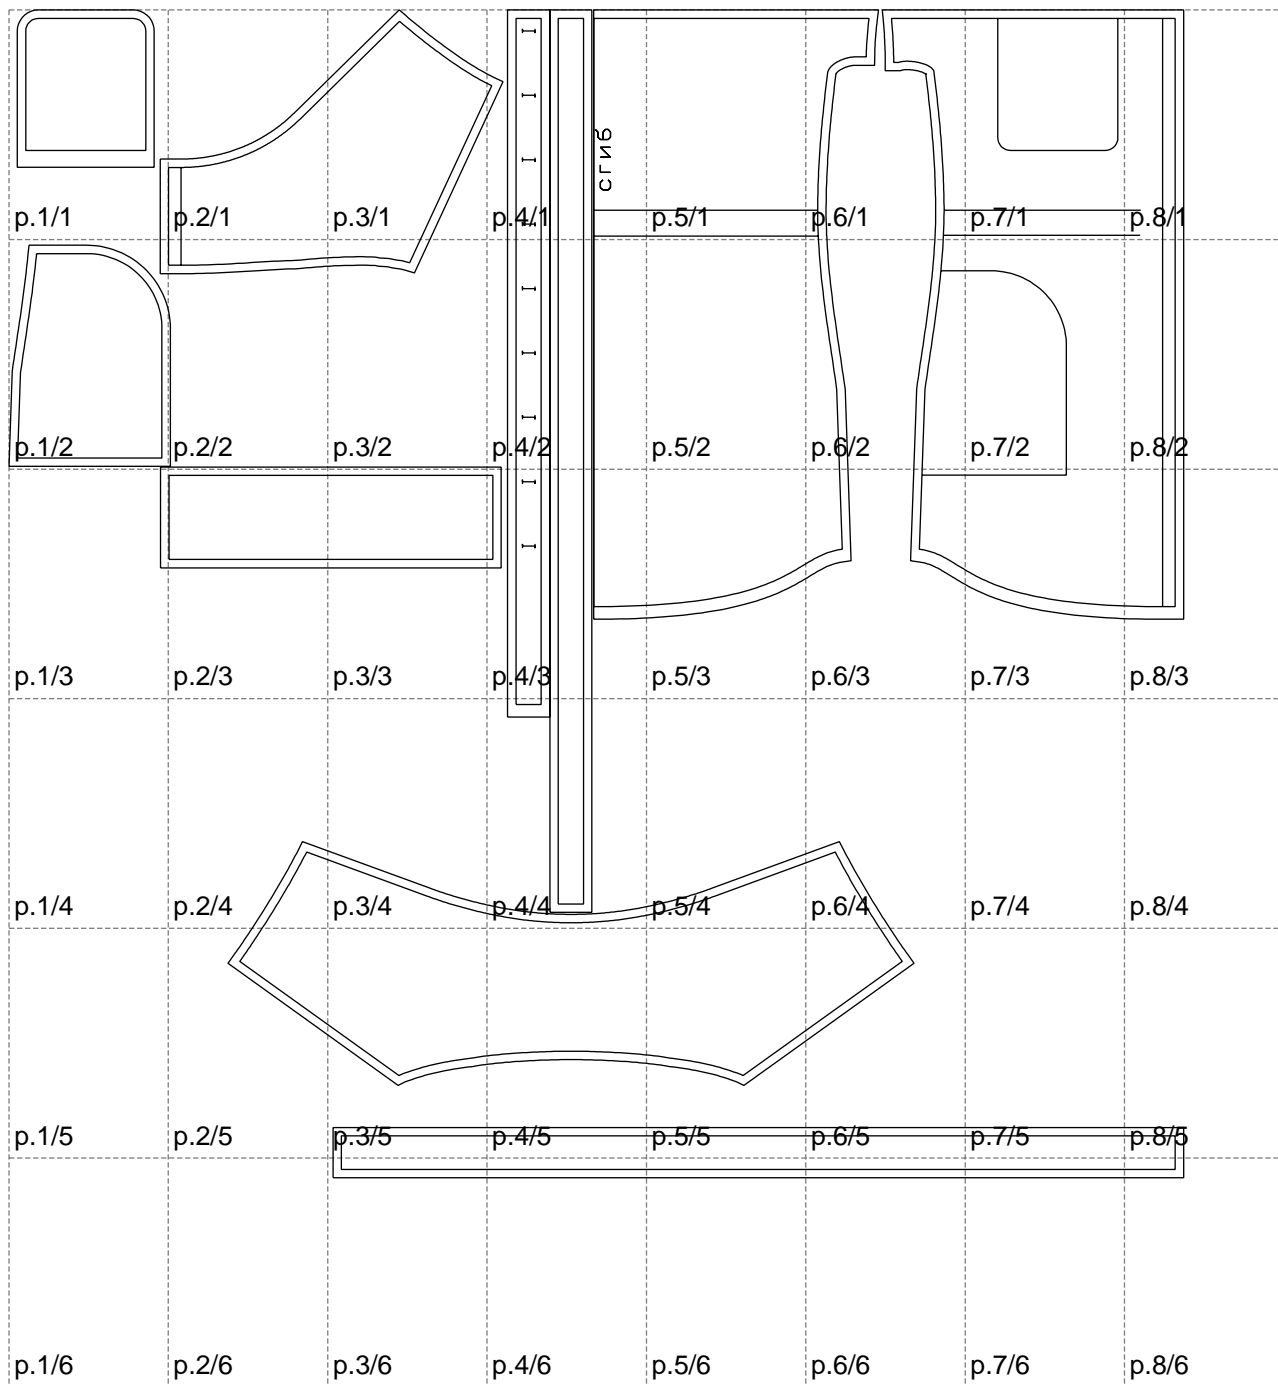 сгиб
p.1/1 p.2/1 p.3/1 p.4/1 p.5/1 p.6/1 p.7/1 p.8/1
p.1/2 p.2/2 p.3/2 p.4/2 p.5/2 p.6/2 p.7/2 p.8/2
p.1/3 p.2/3 p.3/3 p.4/3 p.5/3 p.6/3 p.7/3 p.8/3
p.1/4 p.2/4 p.3/4 p.4/4 p.5/4 p.6/4 p.7/4 p.8/4
p.1/5 p.2/5 p.3/5 p.4/5 p.5/5 p.6/5 p.7/5 p.8/5
p.1/6 p.2/6 p.3/6 p.4/6 p.5/6 p.6/6 p.7/6 p.8/6